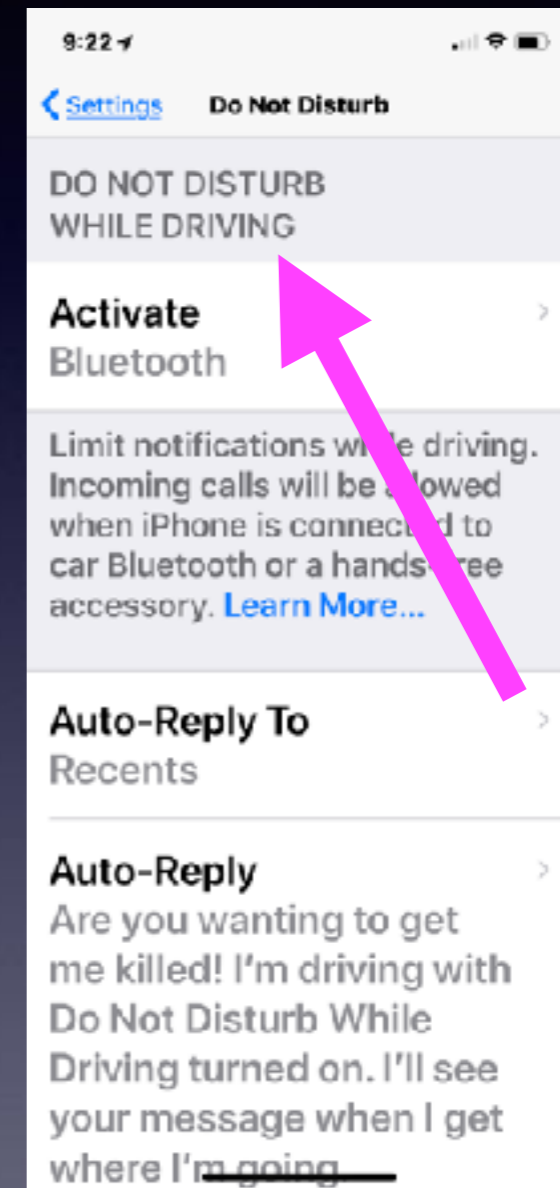 9:22
Settings Do Not Disturb
DO NOT DISTURB
WHILE DRIVING
Activate
Bluetooth
Limit notifications while driving.
Incoming calls will be allowed
when iPhone is connected to
car Bluetooth or a hands-free
accessory. Learn More...
Auto-Reply To
Recents
Auto-Reply
Are you wanting to get
me killed! I'm driving with
Do Not Disturb While
Driving turned on. I'll see
your message when I get
where I'm going